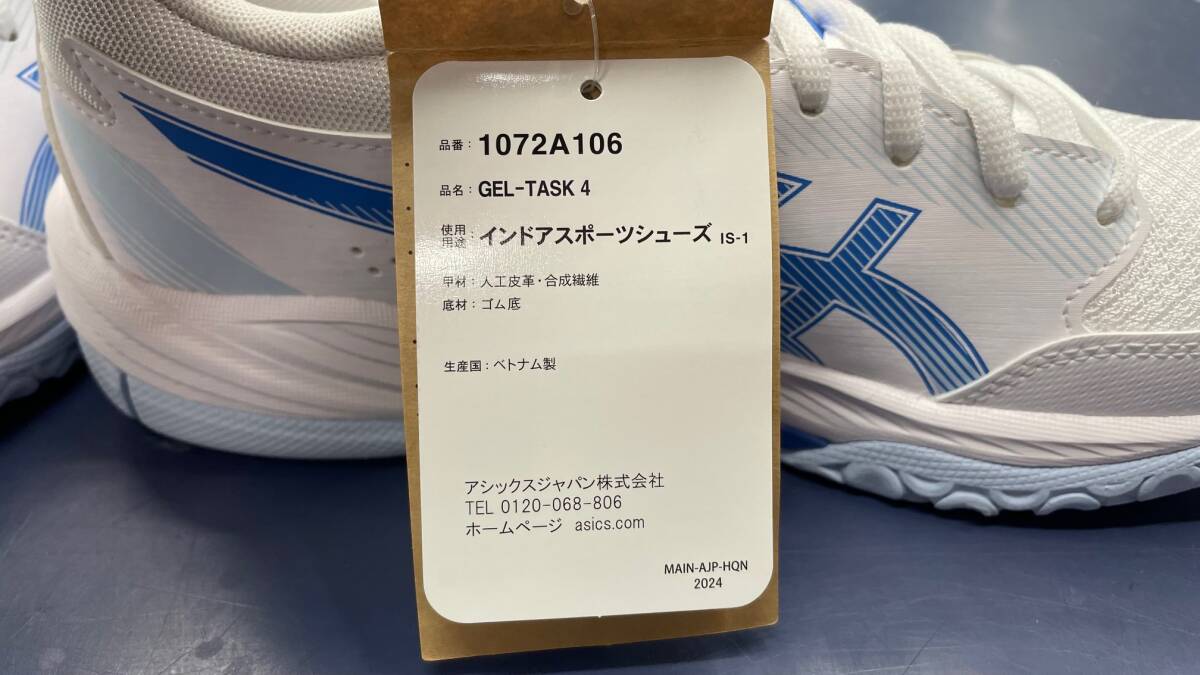 品番：1072A106
品名：GEL-TASK 4
使用用途：インドアスポーツシューズ IS-1
甲材：人工皮革・合成繊維
底材：ゴム底
生産国：ベトナム製
アシックスジャパン株式会社
TEL 0120-068-806
ホームページ asics.com
MAIN-AJP-HQN
2024